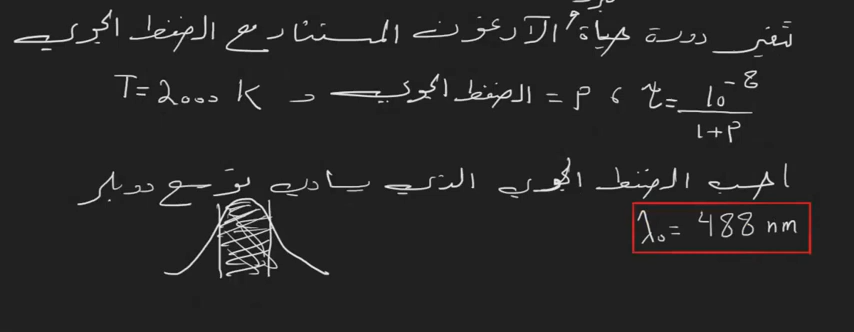 تتغير دورة حياة الآرغون المستثار مع الضغط الجوي
τ = 10^-8 / (1+P) ، P = الضغط الجوي و T = 2000 K
احسب الضغط الجوي الذي يساوي توسع دوبلر
λ₀ = 488 nm